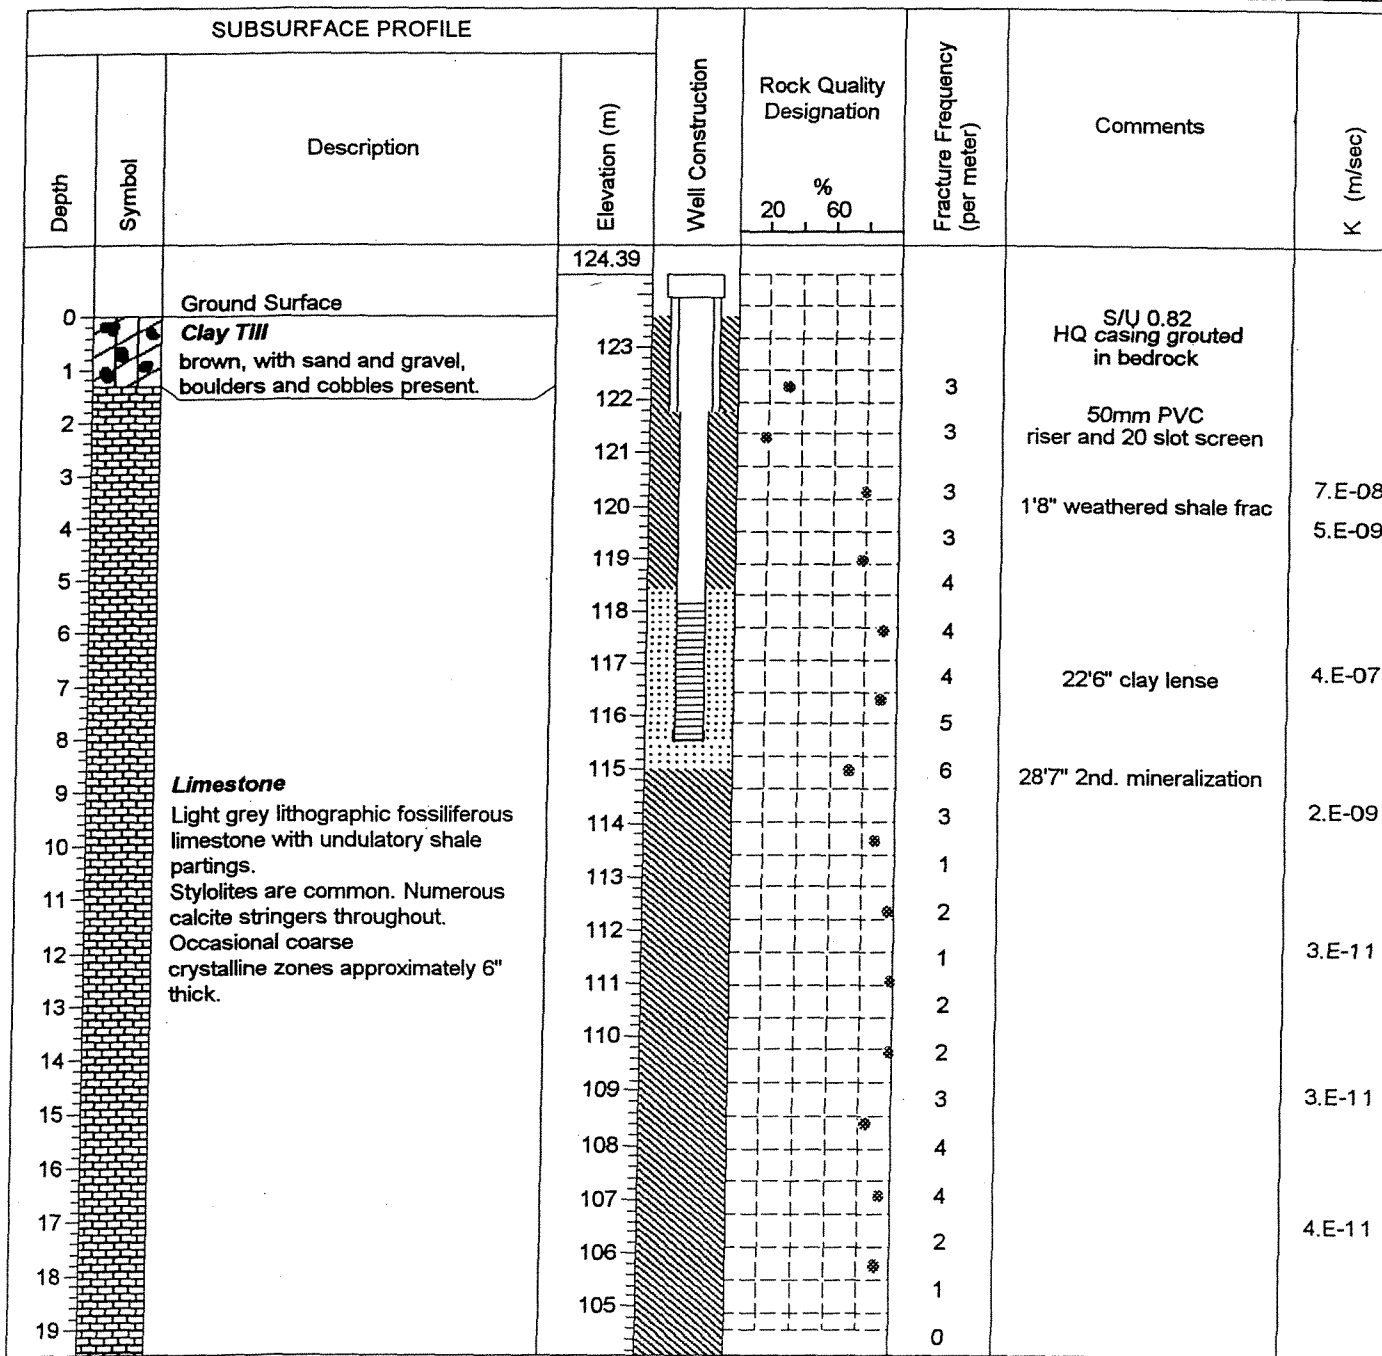 SUBSURFACE PROFILE
Depth
Symbol
Description
Elevation (m)
Well Construction
Rock Quality
Designation
%
20 60
Fracture Frequency
(per meter)
Comments
K (m/sec)
124.39
Ground Surface
Clay Till
brown, with sand and gravel,
boulders and cobbles present.
Limestone
Light grey lithographic fossiliferous
limestone with undulatory shale
partings.
Stylolites are common. Numerous
calcite stringers throughout.
Occasional coarse
crystalline zones approximately 6"
thick.
0
1
2
3
4
5
6
7
8
9
10
11
12
13
14
15
16
17
18
19
123
122
121
120
119
118
117
116
115
114
113
112
111
110
109
108
107
106
105
3
3
3
3
4
4
4
5
6
3
1
2
1
2
2
3
4
4
2
1
0
S/U 0.82
HQ casing grouted
in bedrock
50mm PVC
riser and 20 slot screen
1'8" weathered shale frac
22'6" clay lense
28'7" 2nd. mineralization
7.E-08
5.E-09
4.E-07
2.E-09
3.E-11
3.E-11
4.E-11